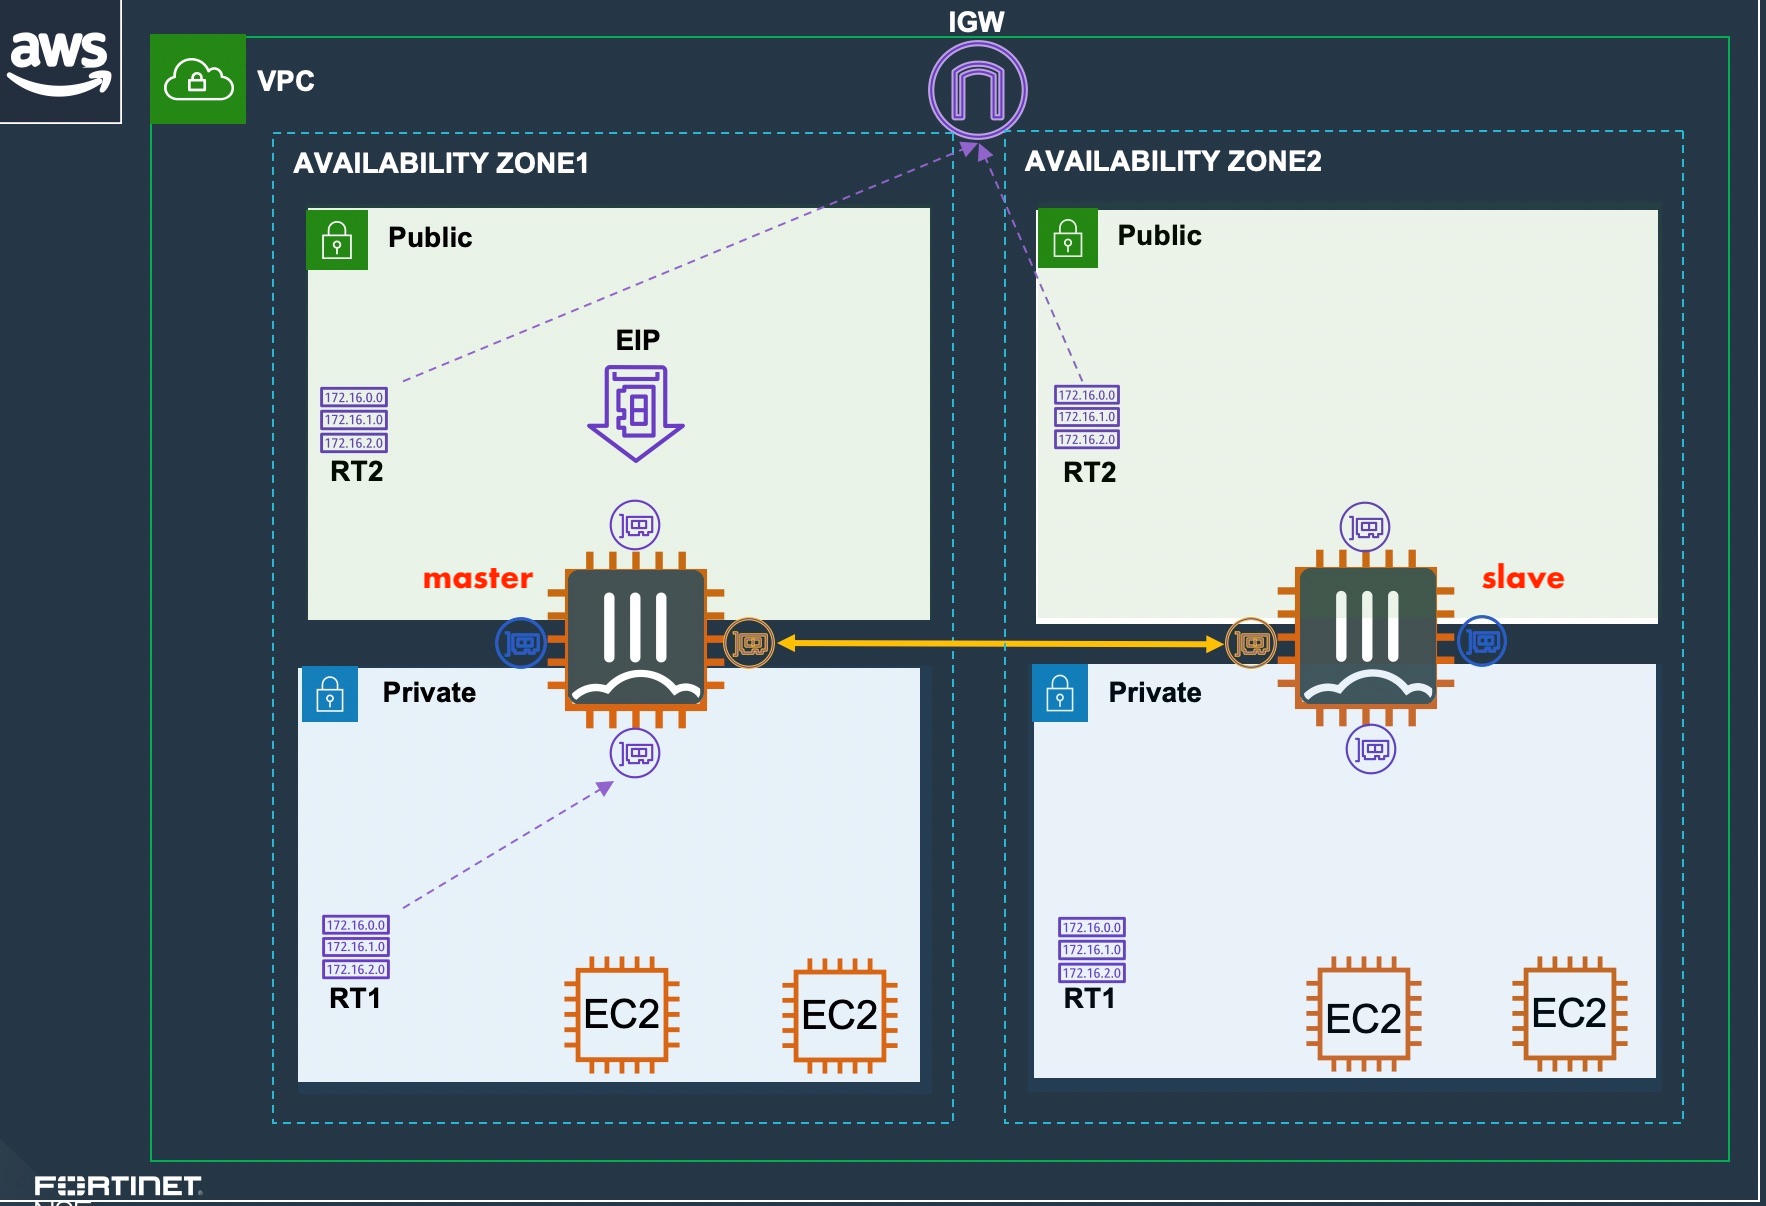 aws
IGW
VPC
AVAILABILITY ZONE1
AVAILABILITY ZONE2
Public
Public
EIP
172.16.0.0
172.16.1.0
172.16.2.0
RT2
172.16.0.0
172.16.1.0
172.16.2.0
RT2
master
slave
Private
Private
172.16.0.0
172.16.1.0
172.16.2.0
RT1
EC2
EC2
172.16.0.0
172.16.1.0
172.16.2.0
RT1
EC2
EC2
FORTINET